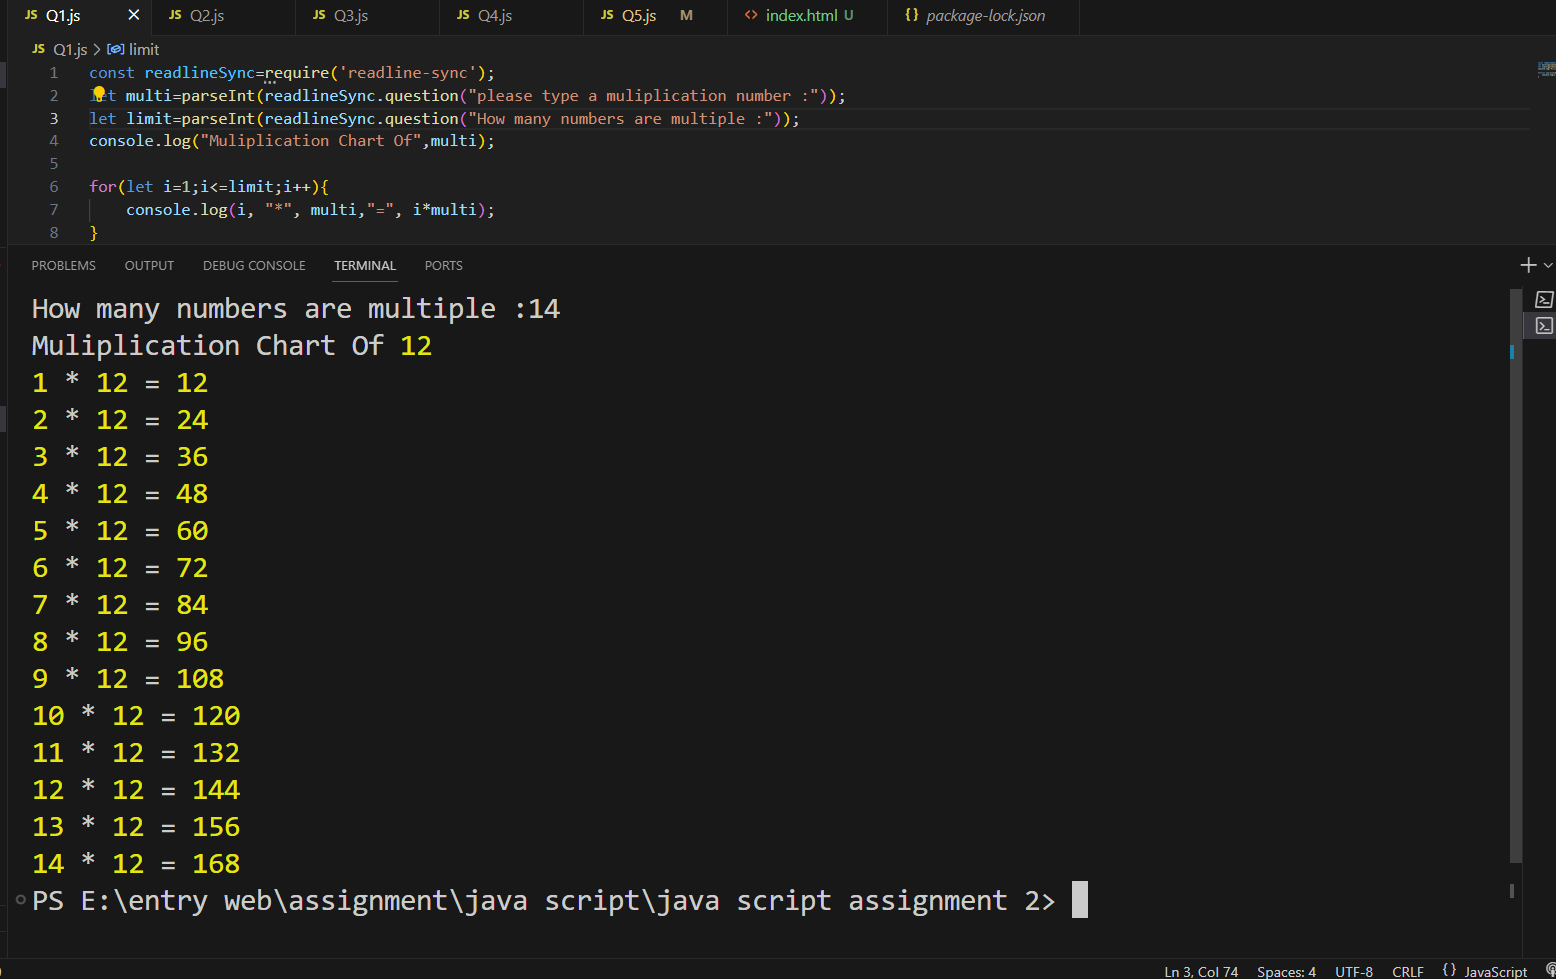 JS Q1.js × JS Q2.js JS Q3.js JS Q4.js JS Q5.js M <> index.html U {} package-lock.json
JS Q1.js > limit
1 const readlineSync=require('readline-sync');
2 let multi=parseInt(readlineSync.question("please type a muliplication number :"));
3 let limit=parseInt(readlineSync.question("How many numbers are multiple :"));
4 console.log("Muliplication Chart Of",multi);
5
6 for(let i=1;i<=limit;i++){
7 console.log(i, "*", multi,"=", i*multi);
8 }
PROBLEMS OUTPUT DEBUG CONSOLE TERMINAL PORTS
How many numbers are multiple :14
Muliplication Chart Of 12
1 * 12 = 12
2 * 12 = 24
3 * 12 = 36
4 * 12 = 48
5 * 12 = 60
6 * 12 = 72
7 * 12 = 84
8 * 12 = 96
9 * 12 = 108
10 * 12 = 120
11 * 12 = 132
12 * 12 = 144
13 * 12 = 156
14 * 12 = 168
PS E:\entry web\assignment\java script\java script assignment 2>
Ln 3, Col 74 Spaces: 4 UTF-8 CRLF {} JavaScript